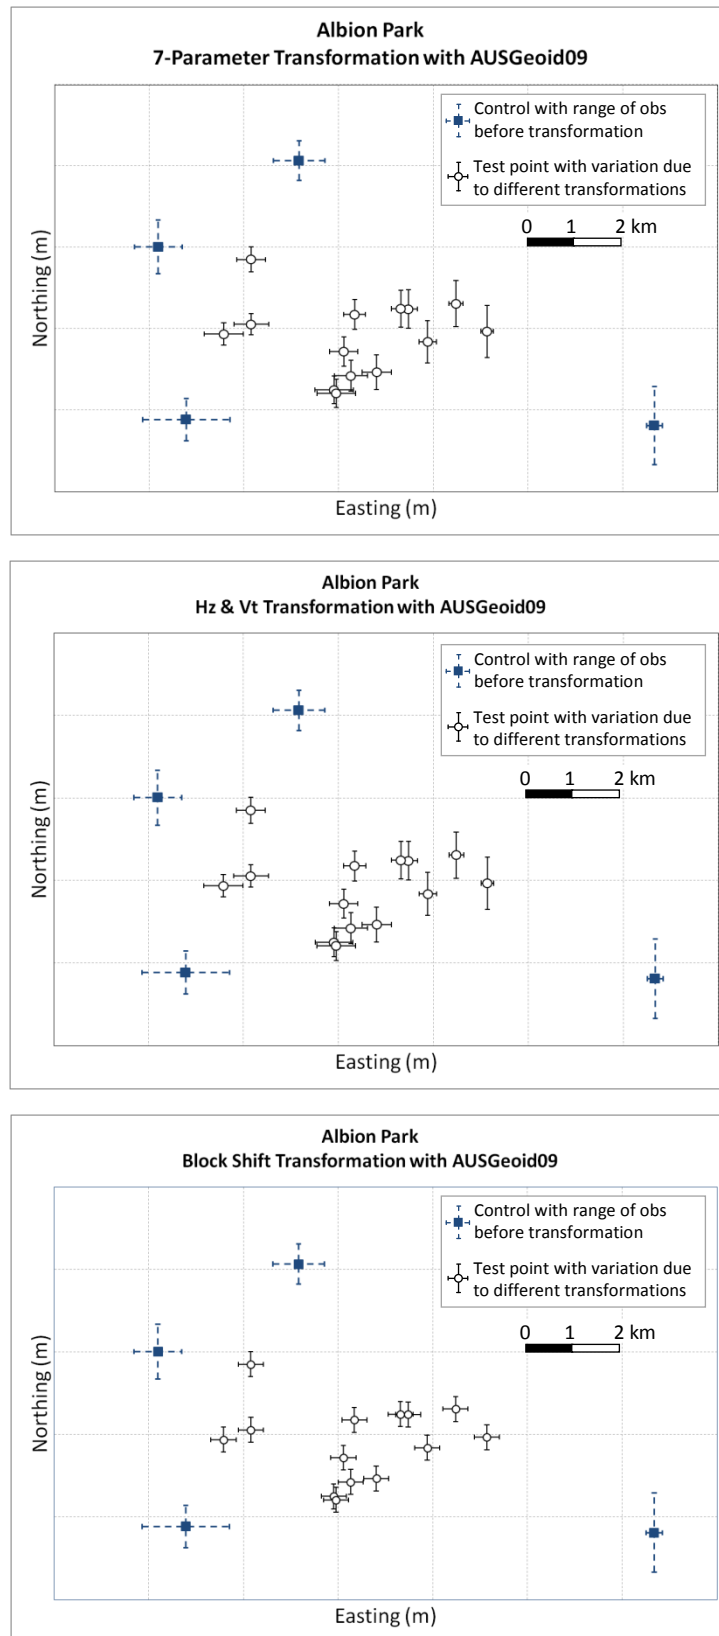 Albion Park
7-Parameter Transformation with AUSGeoid09
Control with range of obs
before transformation
Test point with variation due
to different transformations
0 1 2 km
Northing (m)
Easting (m)
Albion Park
Hz & Vt Transformation with AUSGeoid09
Control with range of obs
before transformation
Test point with variation due
to different transformations
0 1 2 km
Northing (m)
Easting (m)
Albion Park
Block Shift Transformation with AUSGeoid09
Control with range of obs
before transformation
Test point with variation due
to different transformations
0 1 2 km
Northing (m)
Easting (m)